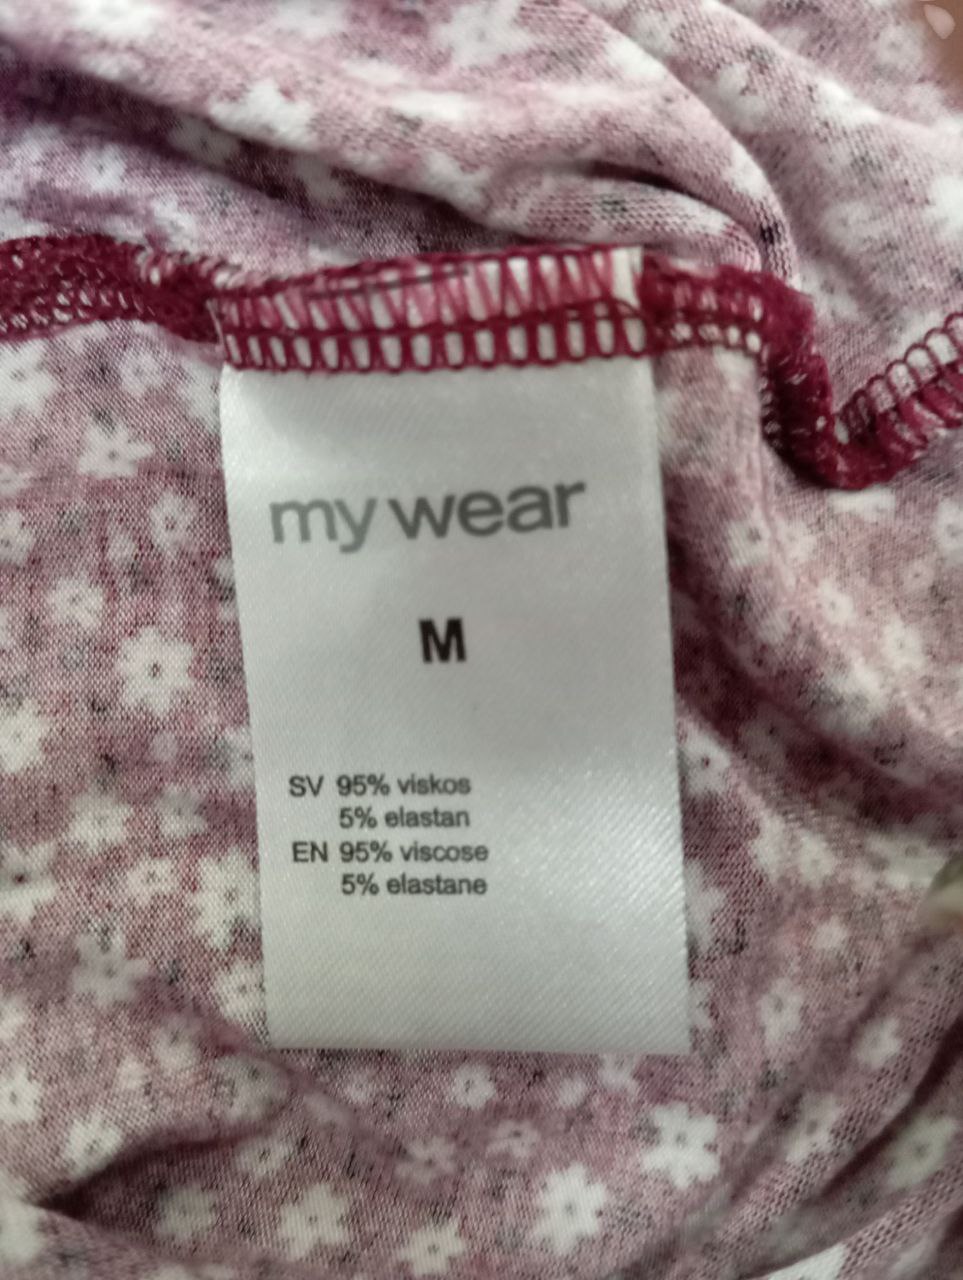 my wear
M
SV 95% viskos
5% elastan
EN 95% viscose
5% elastane